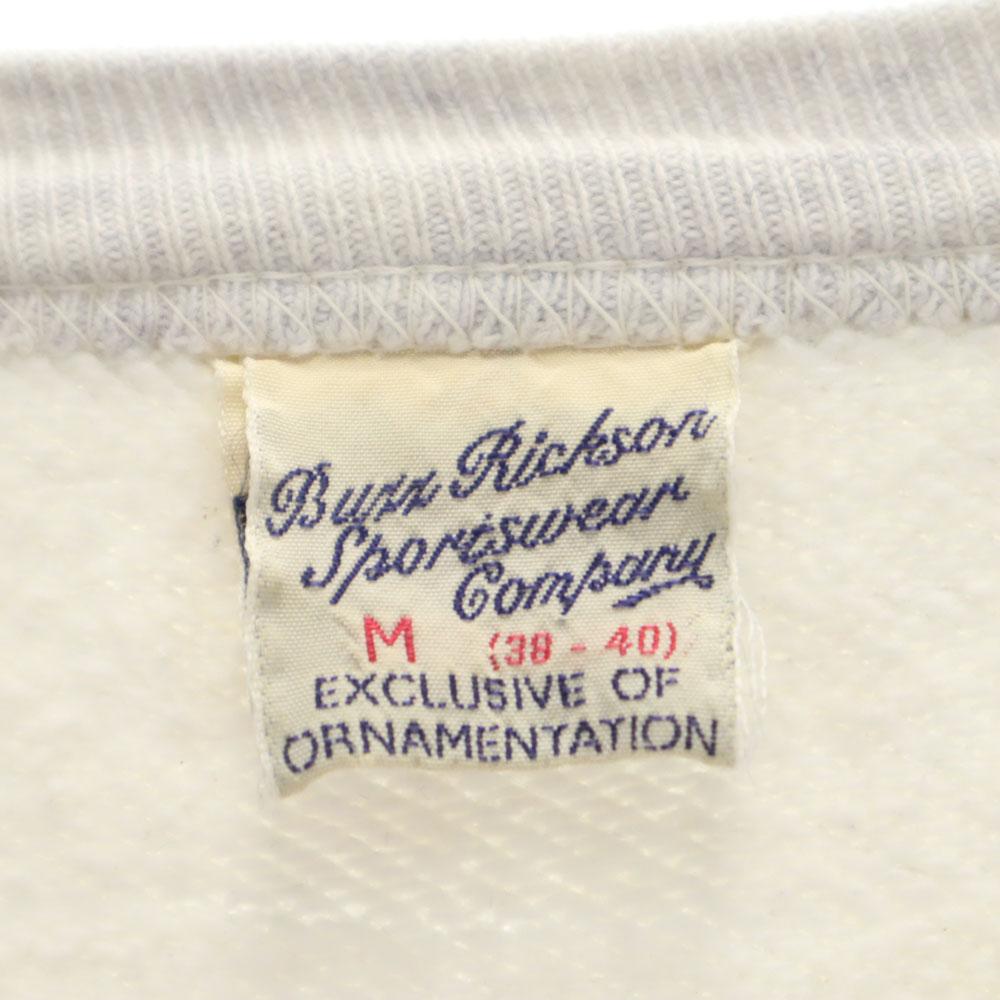 Buzz Rickson
Sportswear
Company
M (38 - 40)
EXCLUSIVE OF
ORNAMENTATION